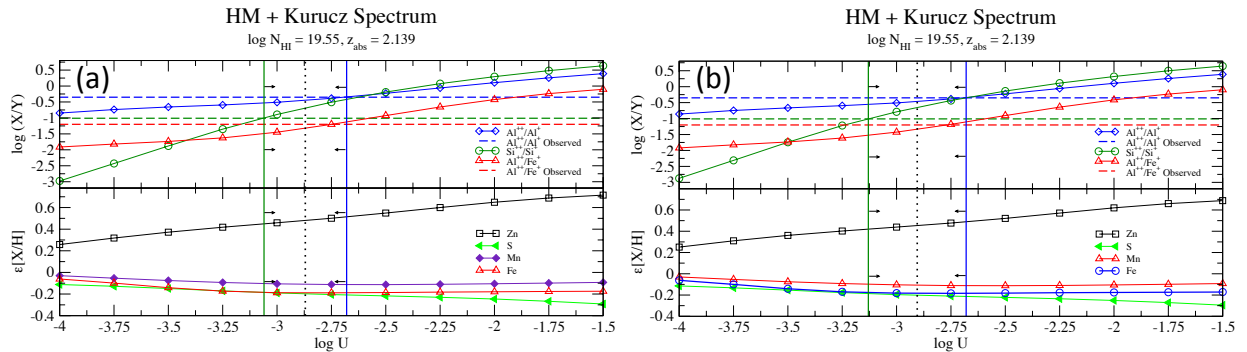 HM + Kurucz Spectrum
log N_HI = 19.55, z_abs = 2.139
(a)
log (X/Y)
0.5
0
-0.5
-1
-1.5
-2
-2.5
-3
Al++/Al+
Al++/Al+ Observed
Si++/Si+
Al++/Fe+
Al++/Fe+ Observed
ε[X/H]
0.6
0.4
0.2
0
-0.2
-0.4
Zn
S
Mn
Fe
-4 -3.75 -3.5 -3.25 -3 -2.75 -2.5 -2.25 -2 -1.75 -1.5
log U
HM + Kurucz Spectrum
log N_HI = 19.55, z_abs = 2.139
(b)
log (X/Y)
0.5
0
-0.5
-1
-1.5
-2
-2.5
-3
Al++/Al+
Al++/Al+ Observed
Si++/Si+
Al++/Fe+
Al++/Fe+ Observed
ε[X/H]
0.6
0.4
0.2
0
-0.2
-0.4
Zn
S
Mn
Fe
-4 -3.75 -3.5 -3.25 -3 -2.75 -2.5 -2.25 -2 -1.75 -1.5
log U